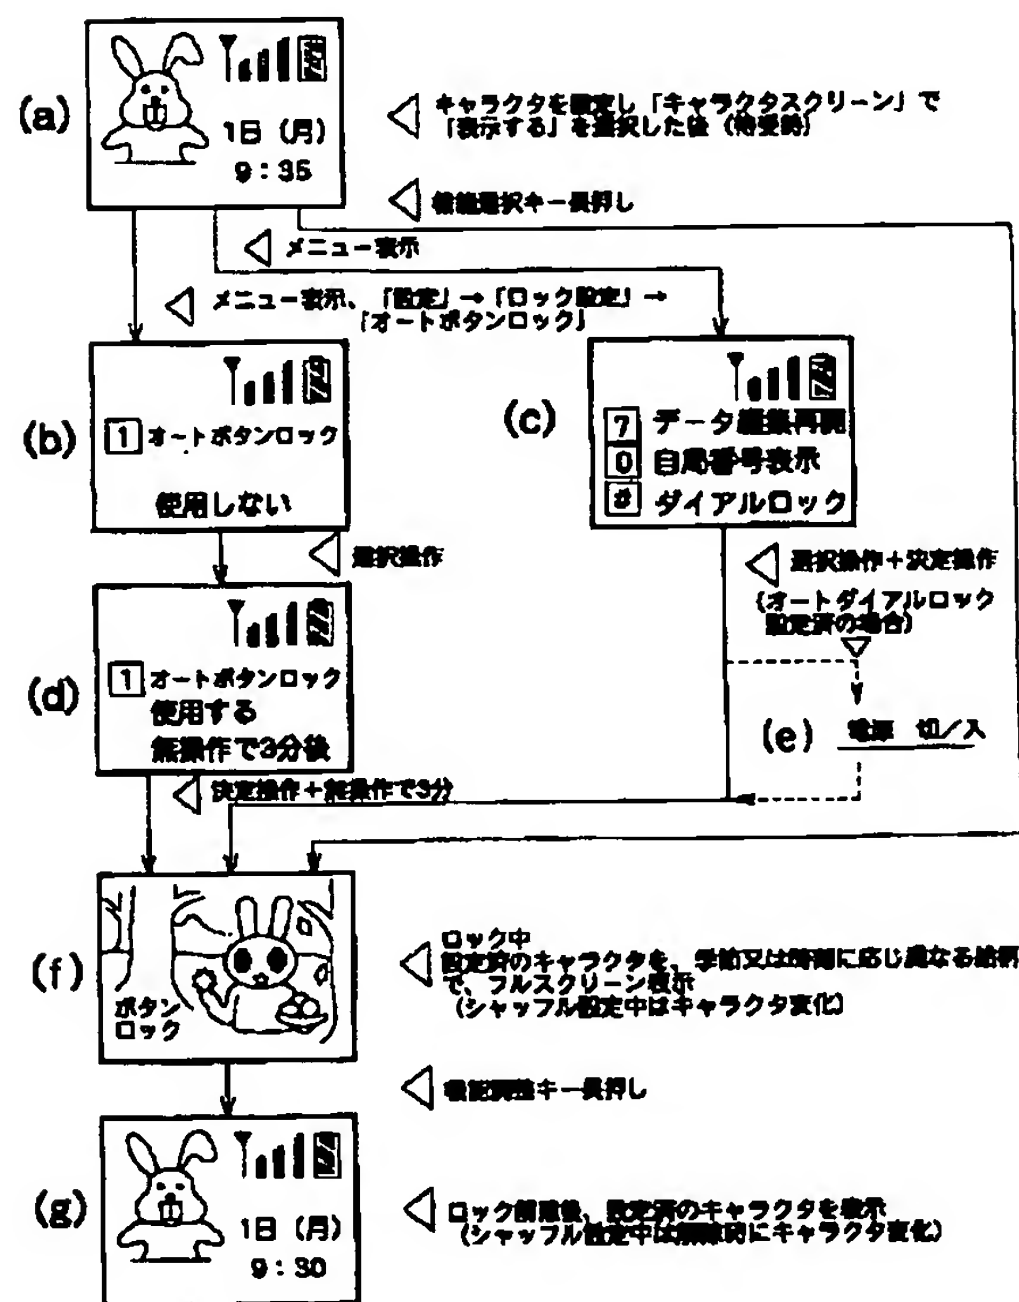 (a)
1日 (月)
9:35
キャラクタを設定し「キャラクタスクリーン」で
「表示する」を選択した後 (待受時)
機能選択キー長押し
メニュー表示
メニュー表示、「設定」→「ロック設定」→
「オートボタンロック」
(b)
1 オートボタンロック
使用しない
(c)
7 データ編集再開
0 自局番号表示
# ダイアルロック
選択操作
選択操作+決定操作
(オートダイアルロック
設定済の場合)
(d)
1 オートボタンロック
使用する
無操作で3分後
(e) 電源 切/入
決定操作+無操作で3分
(f)
ボタン
ロック
ロック中
設定済のキャラクタを、季節又は時刻に応じ異なる絵柄
で、フルスクリーン表示
(シャッフル設定中はキャラクタ変化)
機能調整キー長押し
(g)
1日 (月)
9:30
ロック解除後、設定済のキャラクタを表示
(シャッフル設定中は解除時にキャラクタ変化)